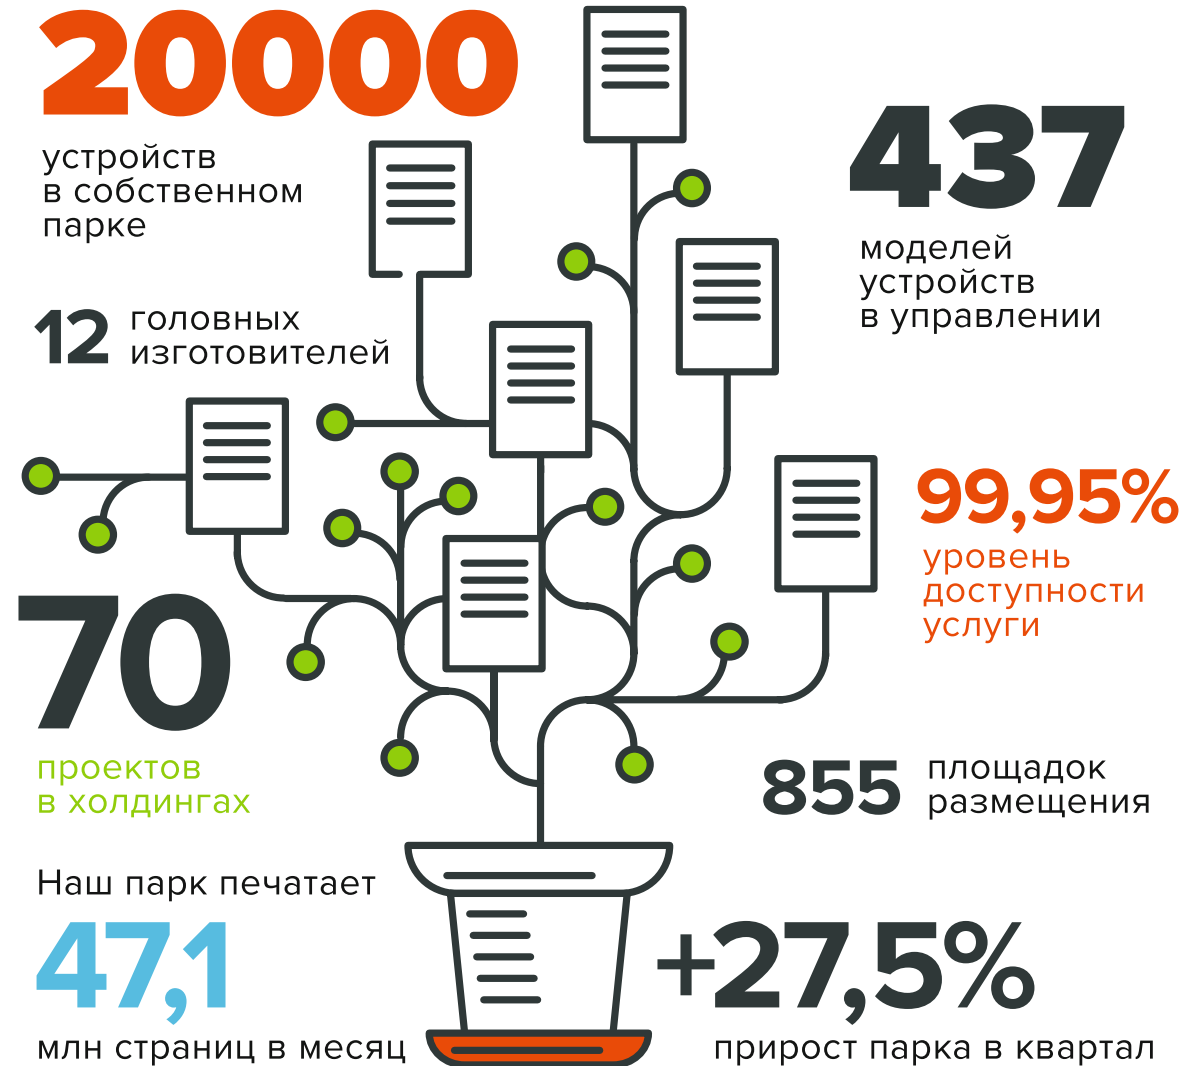 20000
устройств
в собственном
парке
437
моделей
устройств
в управлении
12
головных
изготовителей
99,95%
уровень
доступности
услуги
70
проектов
в холдингах
855
площадок
размещения
Наш парк печатает
47,1
млн страниц в месяц
+27,5%
прирост парка в квартал